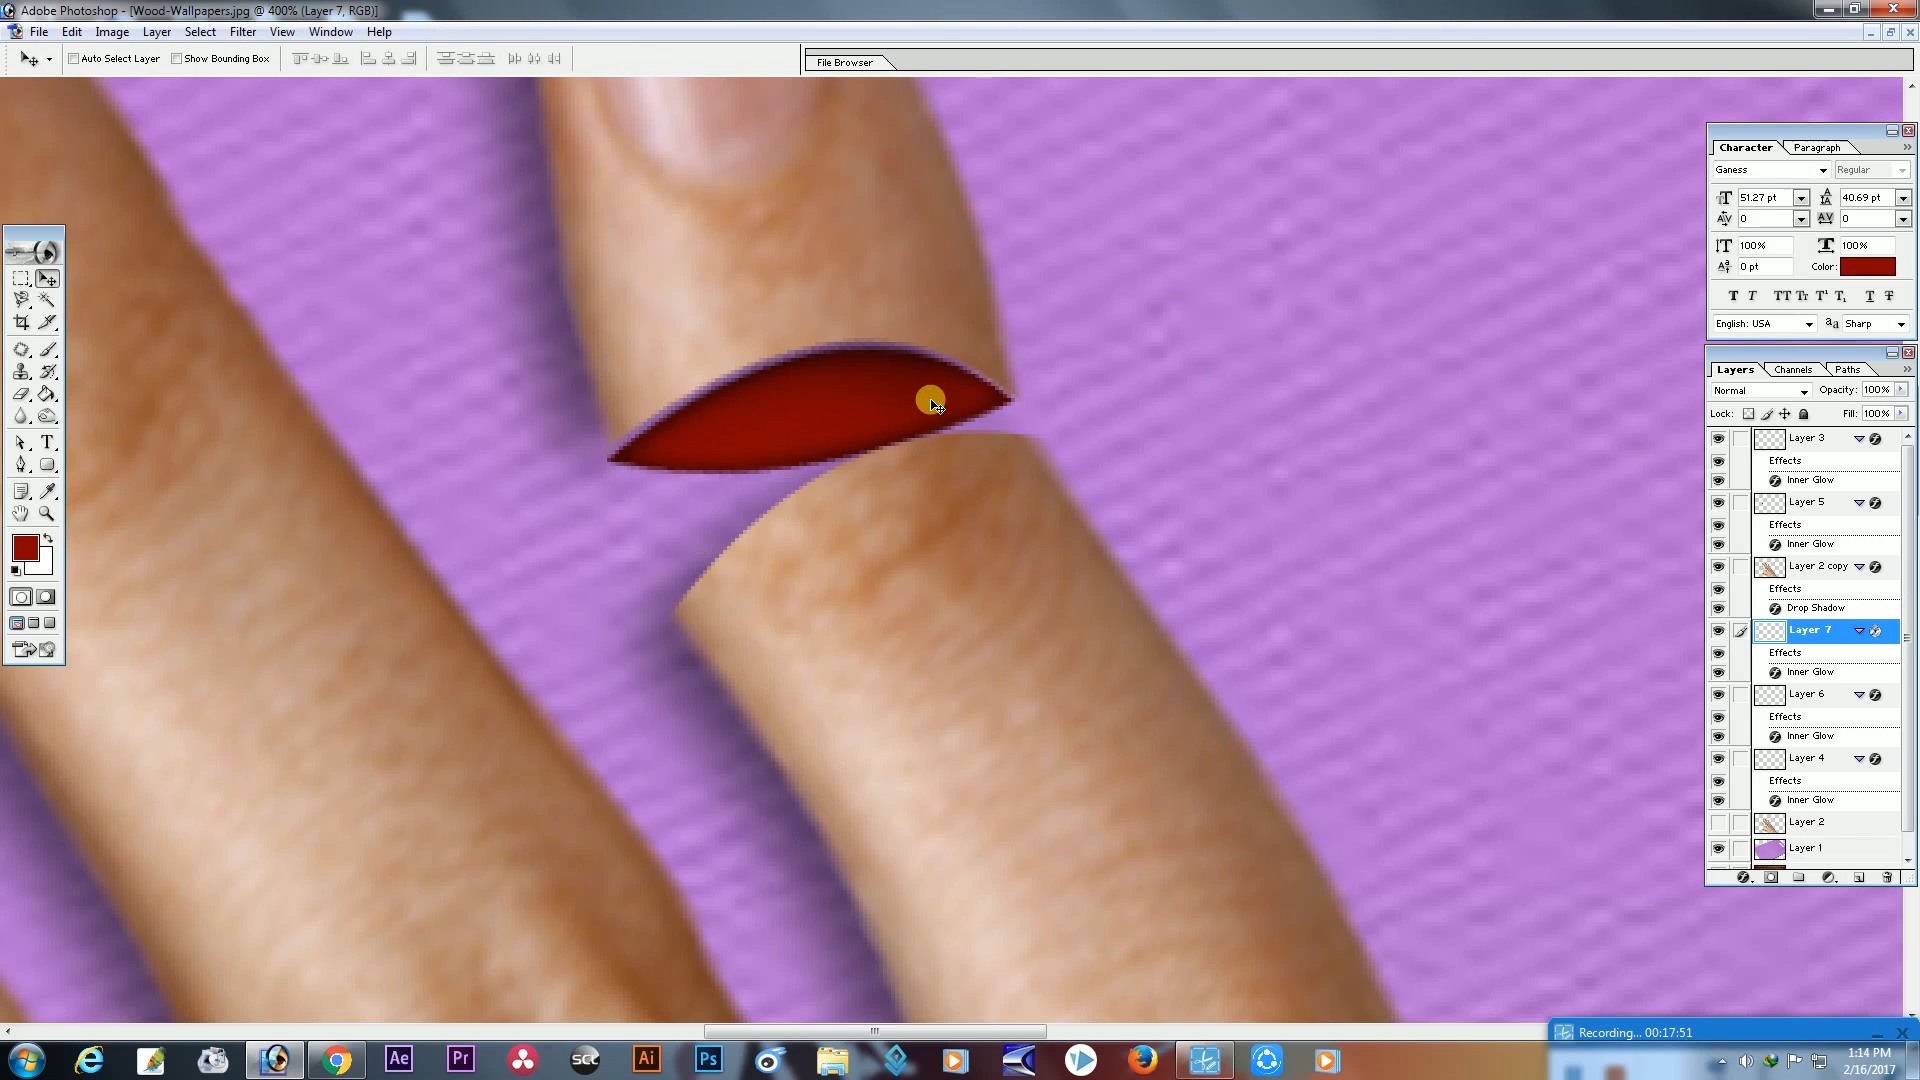 Adobe Photoshop - [Wood-Wallpapers.jpg @ 400% (Layer 7, RGB)]
File Edit Image Layer Select Filter View Window Help
Auto Select Layer Show Bounding Box File Browser
Character Paragraph
Ganess Regular
51.27 pt 40.69 pt
0 0
100% 100%
0 pt Color:
English: USA aa Sharp
Layers Channels Paths
Normal Opacity: 100%
Lock: Fill: 100%
Layer 3
Effects
Inner Glow
Layer 5
Effects
Inner Glow
Layer 2 copy
Effects
Drop Shadow
Layer 7
Effects
Inner Glow
Layer 6
Effects
Inner Glow
Layer 4
Effects
Inner Glow
Layer 2
Layer 1
Recording... 00:17:51
Ae Pr SCC Ai Ps
1:14 PM
2/16/2017